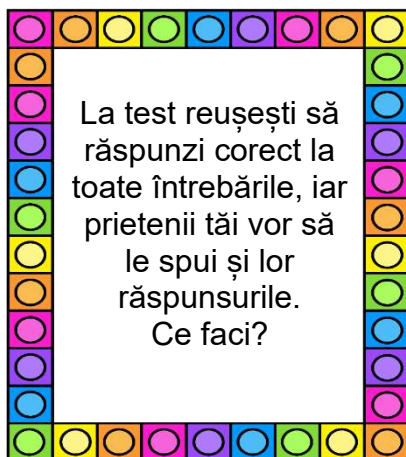 La test reușești să
răspunzi corect la
toate întrebările, iar
prietenii tăi vor să
le spui și lor
răspunsurile.
Ce faci?